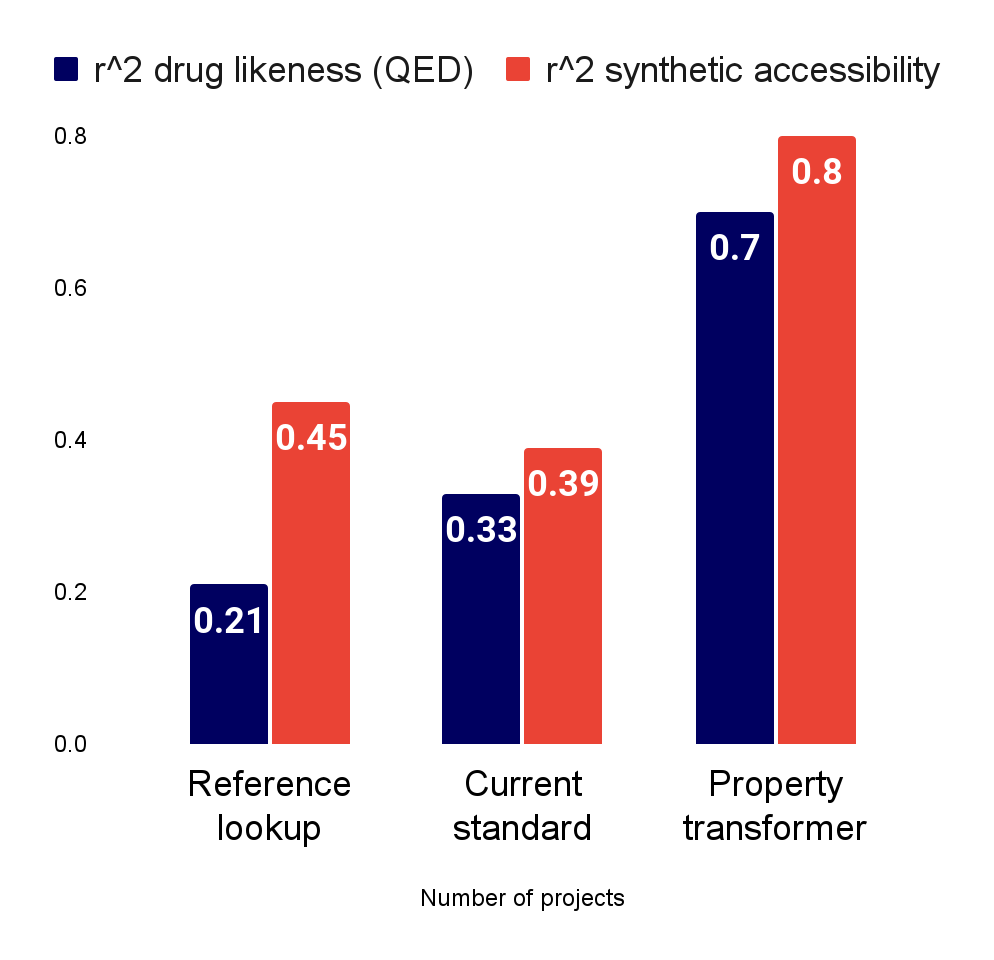 r^2 drug likeness (QED) r^2 synthetic accessibility
0.8
0.8
0.7
0.6
0.45
0.4
0.39
0.33
0.21
0.2
0.0
Reference lookup
Current standard
Property transformer
Number of projects